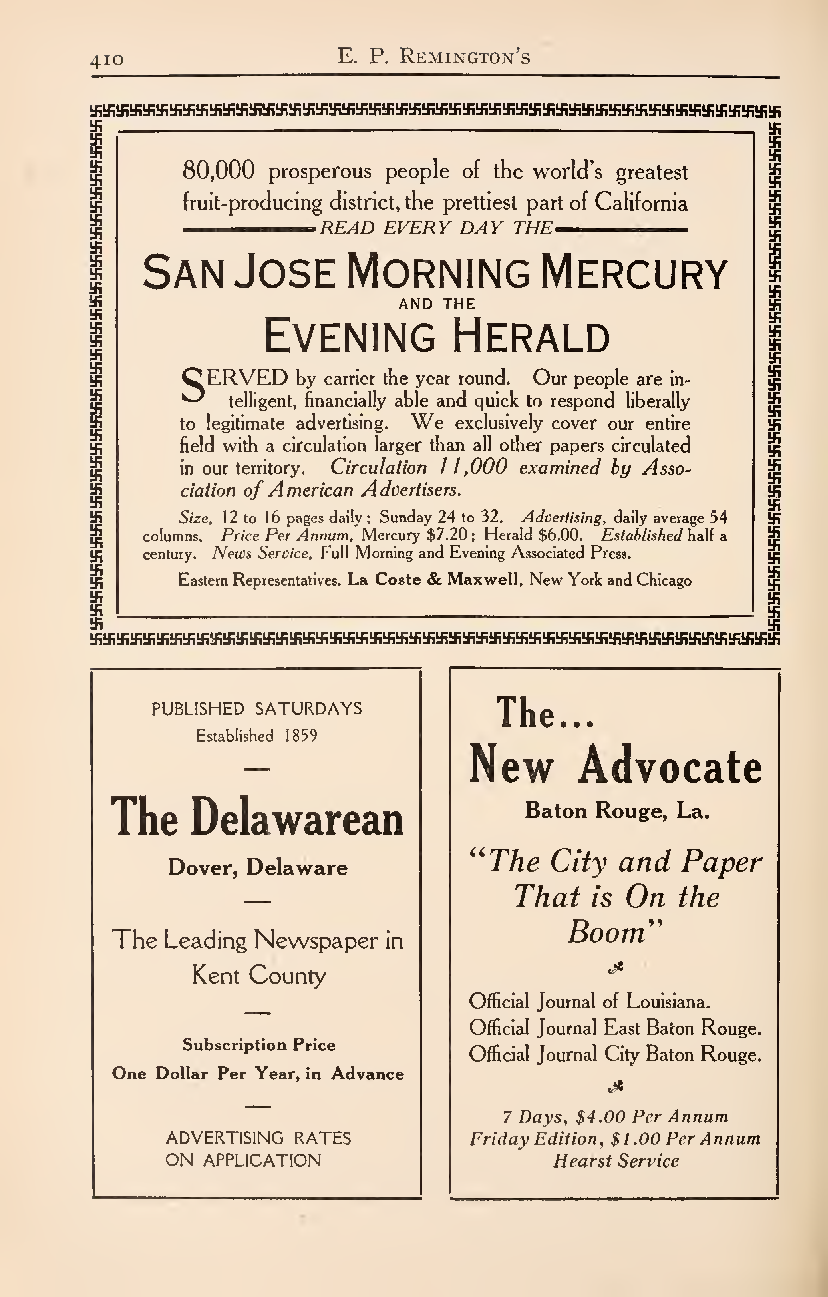 410
E. P. Remington's
80,000 prosperous people of the world's greatest
fruit-producing district, the prettiest part of California
READ EVERY DAY THE
San Jose Morning Mercury
AND THE
Evening Herald
SERVED by carrier the year round. Our people are in-
telligent, financially able and quick to respond liberally
to legitimate advertising. We exclusively cover our entire
field with a circulation larger than all other papers circulated
in our territory. Circulation 11,000 examined by Asso-
ciation of American Advertisers.
Size, 12 to 16 pages daily; Sunday 24 to 32. Advertising, daily average 54
columns. Price Per Annum, Mercury $7.20; Herald $6.00. Established half a
century. News Service, Full Morning and Evening Associated Press.
Eastern Representatives. La Coste & Maxwell, New York and Chicago
PUBLISHED SATURDAYS
Established 1859
The Delawarean
Dover, Delaware
The Leading Newspaper in
Kent County
Subscription Price
One Dollar Per Year, in Advance
ADVERTISING RATES
ON APPLICATION
The...
New Advocate
Baton Rouge, La.
"The City and Paper
That is On the
Boom"
Official Journal of Louisiana.
Official Journal East Baton Rouge.
Official Journal City Baton Rouge.
7 Days, $4.00 Per Annum
Friday Edition, $1.00 Per Annum
Hearst Service